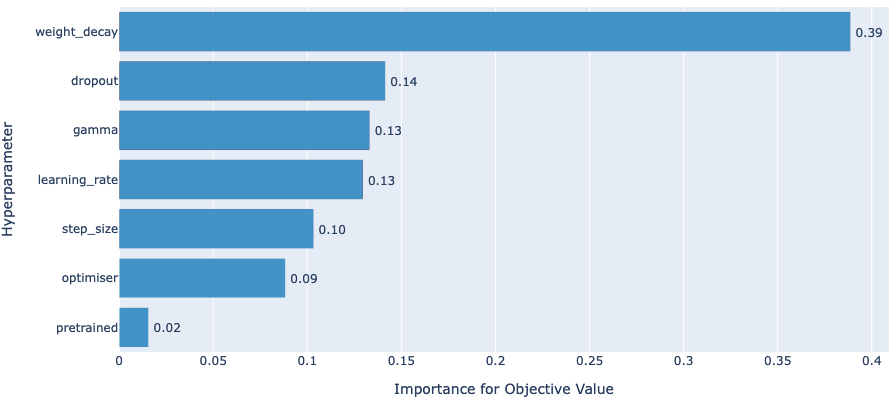 Hyperparameter
weight_decay 0.39
dropout 0.14
gamma 0.13
learning_rate 0.13
step_size 0.10
optimiser 0.09
pretrained 0.02
0 0.05 0.1 0.15 0.2 0.25 0.3 0.35 0.4
Importance for Objective Value